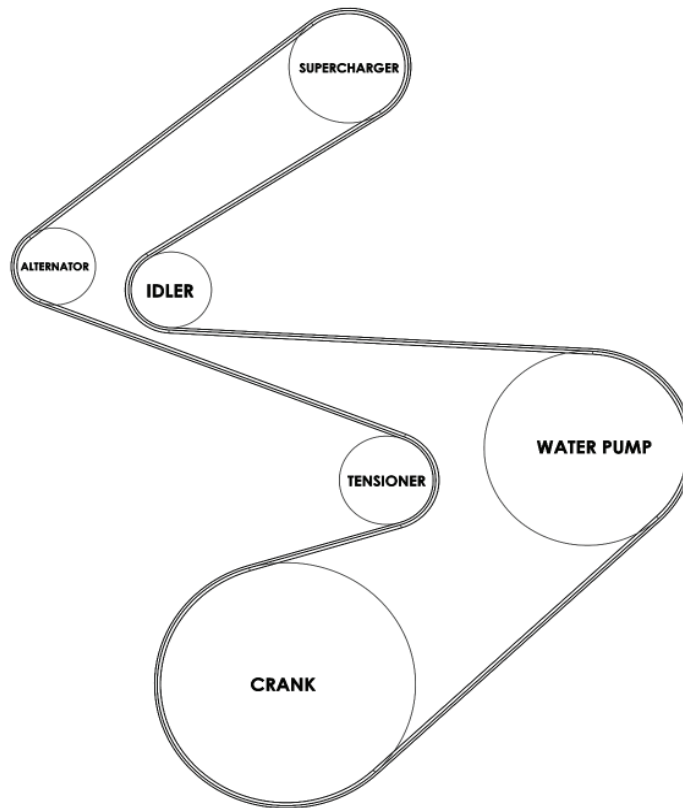 SUPERCHARGER
ALTERNATOR
IDLER
WATER PUMP
TENSIONER
CRANK